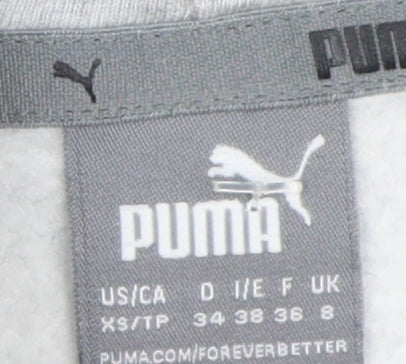 PUMA
PUMA
US/CA D I/E F UK
XS/TP 34 38 36 8
PUMA.COM/FOREVERBETTER